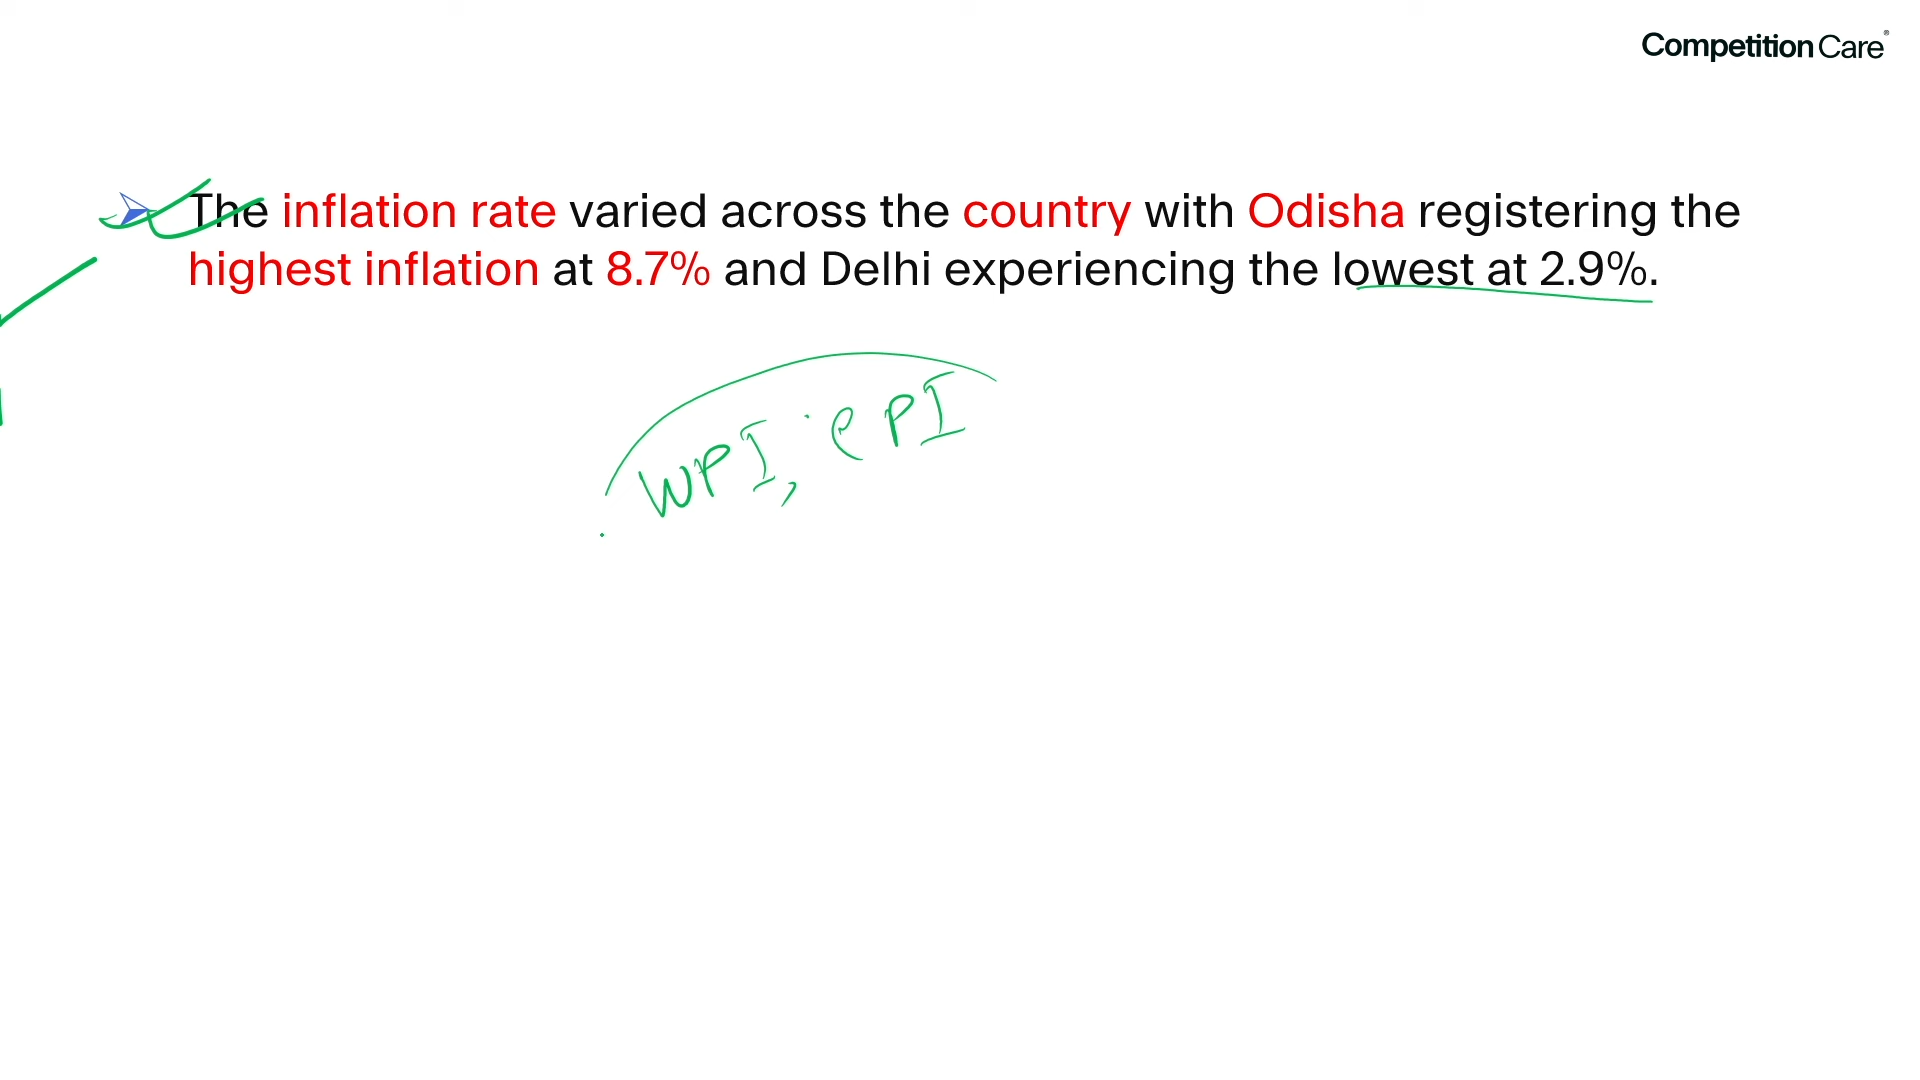 Competition Care®
The inflation rate varied across the country with Odisha registering the
highest inflation at 8.7% and Delhi experiencing the lowest at 2.9%.
WPI, CPI